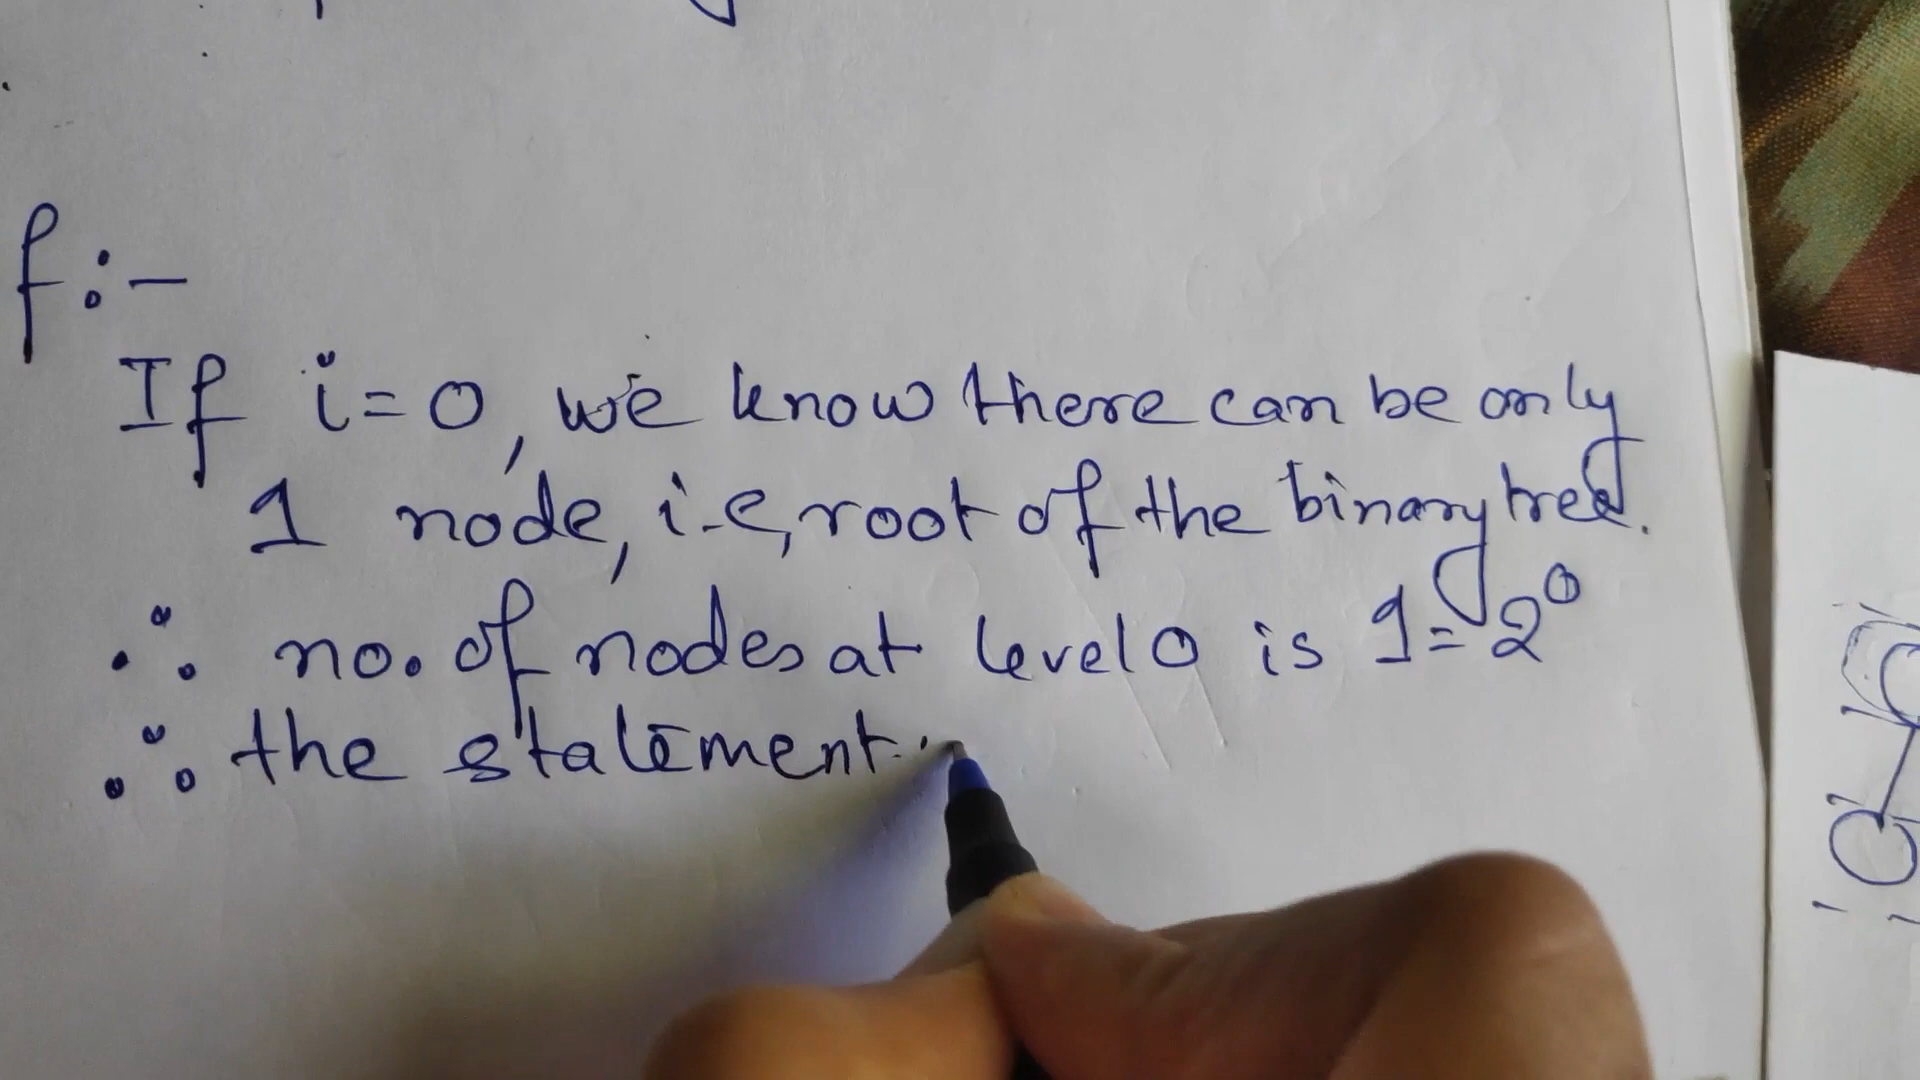 f:-
If i=0, we know there can be only
1 node, i.e, root of the binary tree.
∴ no. of nodes at level 0 is 1=2⁰
∴ the statement